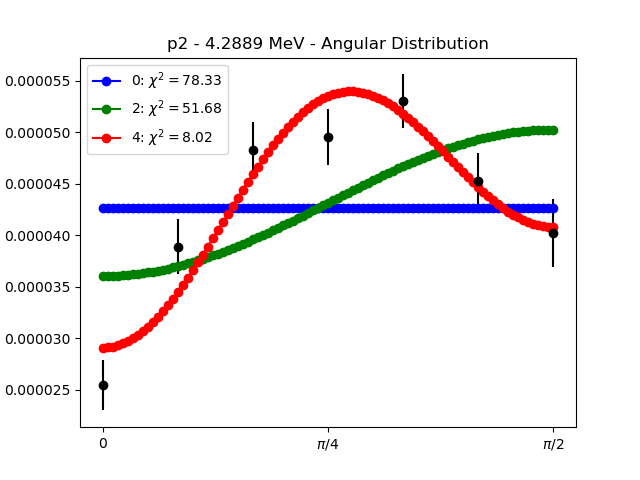 p2 - 4.2889 MeV - Angular Distribution
0: χ² = 78.33
2: χ² = 51.68
4: χ² = 8.02
0.000055
0.000050
0.000045
0.000040
0.000035
0.000030
0.000025
0 π/4 π/2